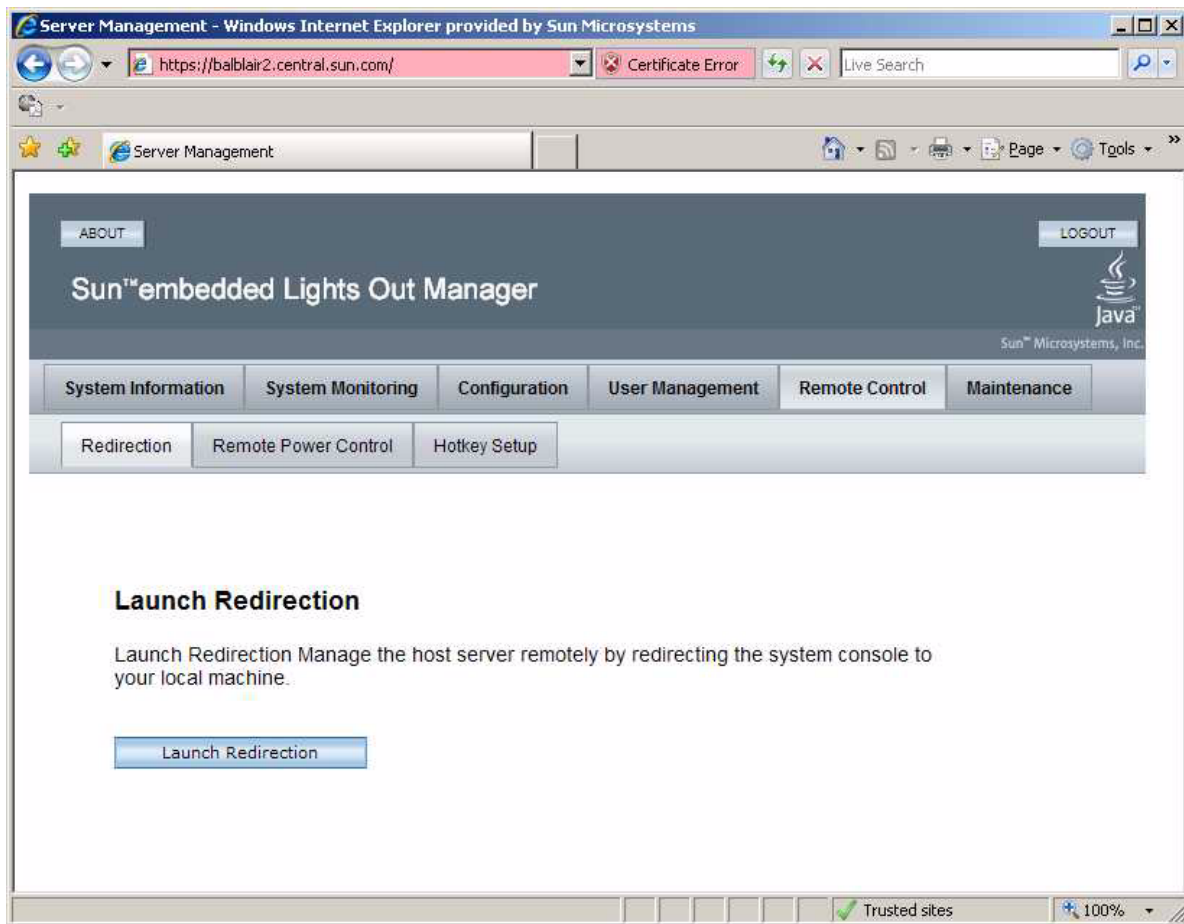 Server Management - Windows Internet Explorer provided by Sun Microsystems
https://balblair2.central.sun.com/
Certificate Error
Live Search
Server Management
Page
Tools
»
ABOUT
LOGOUT
Sun™embedded Lights Out Manager
Java™
Sun™ Microsystems, Inc.
System Information
System Monitoring
Configuration
User Management
Remote Control
Maintenance
Redirection
Remote Power Control
Hotkey Setup
Launch Redirection
Launch Redirection Manage the host server remotely by redirecting the system console to
your local machine.
Launch Redirection
Trusted sites
100%